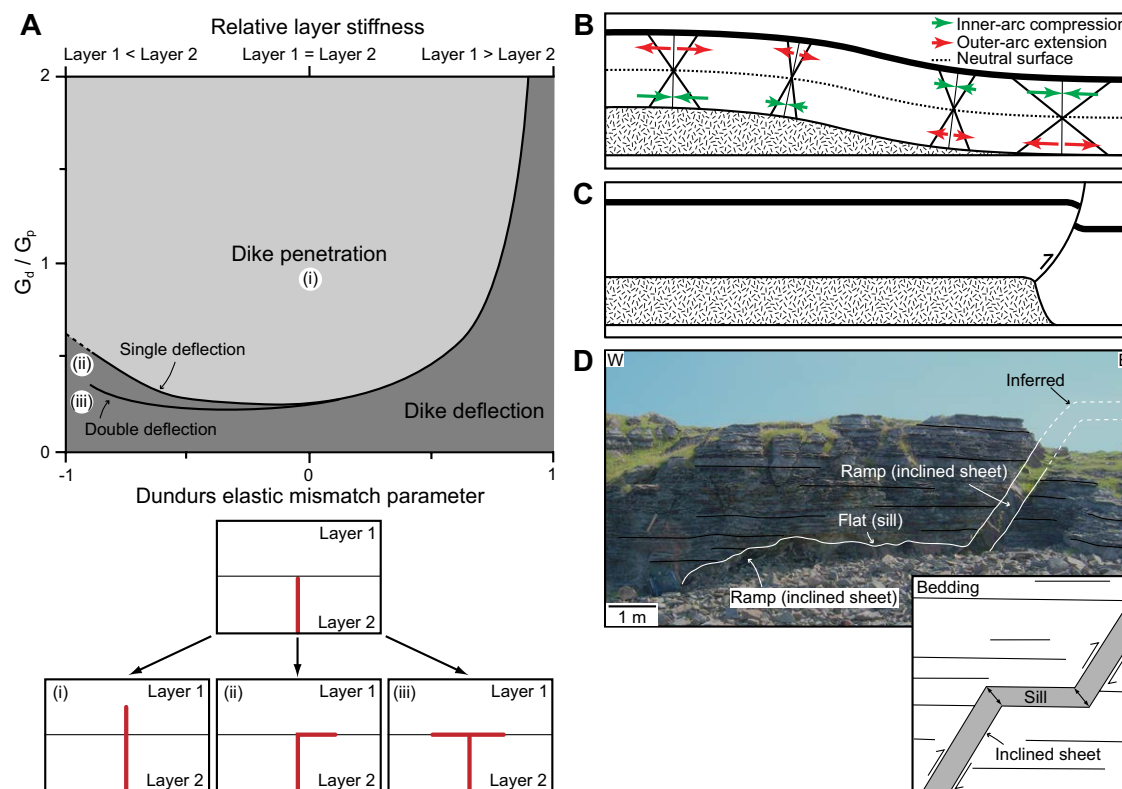 A
Relative layer stiffness
Layer 1 < Layer 2
Layer 1 = Layer 2
Layer 1 > Layer 2
2
1
0
G_d / G_p
Dike penetration
(i)
(ii)
Single deflection
(iii)
Double deflection
Dike deflection
-1
0
1
Dundurs elastic mismatch parameter
Layer 1
Layer 2
(i)
Layer 1
Layer 2
(ii)
Layer 1
Layer 2
(iii)
Layer 1
Layer 2
B
Inner-arc compression
Outer-arc extension
Neutral surface
C
D
W
E
Inferred
Ramp (inclined sheet)
Flat (sill)
Ramp (inclined sheet)
1 m
Bedding
Sill
Inclined sheet